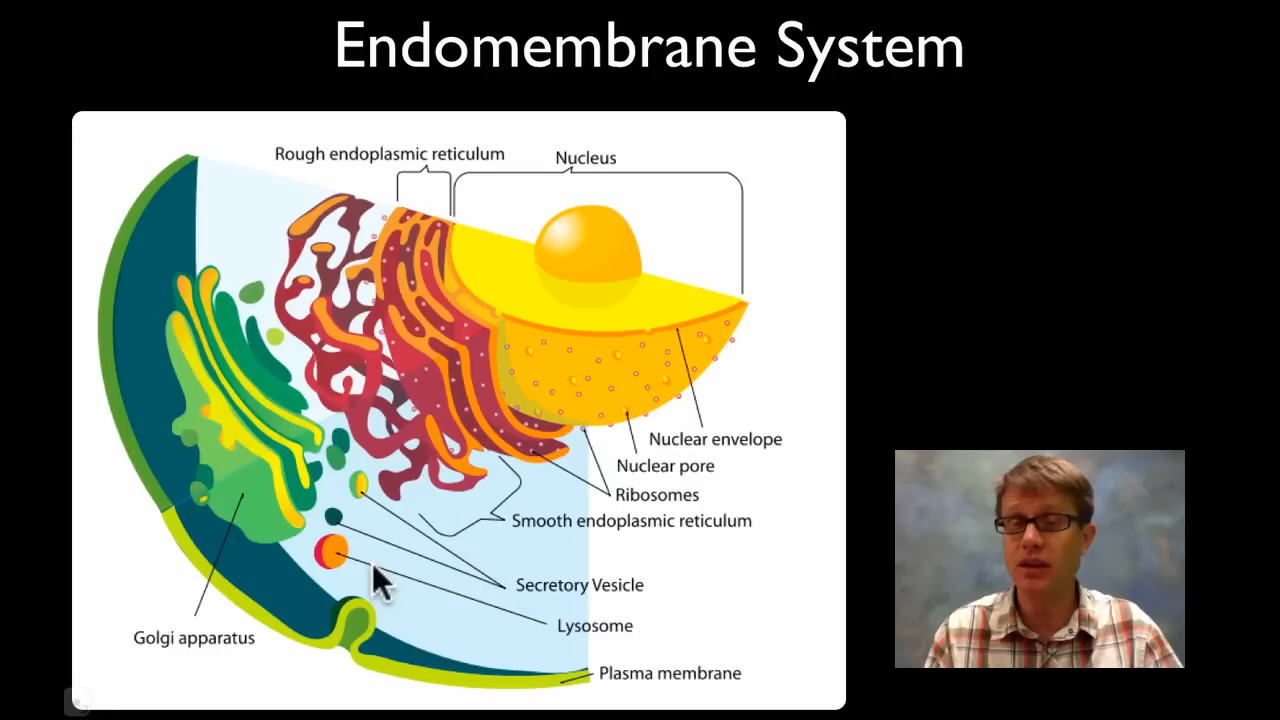 Endomembrane System
Rough endoplasmic reticulum
Nucleus
Nuclear envelope
Nuclear pore
Ribosomes
Smooth endoplasmic reticulum
Secretory Vesicle
Lysosome
Golgi apparatus
Plasma membrane